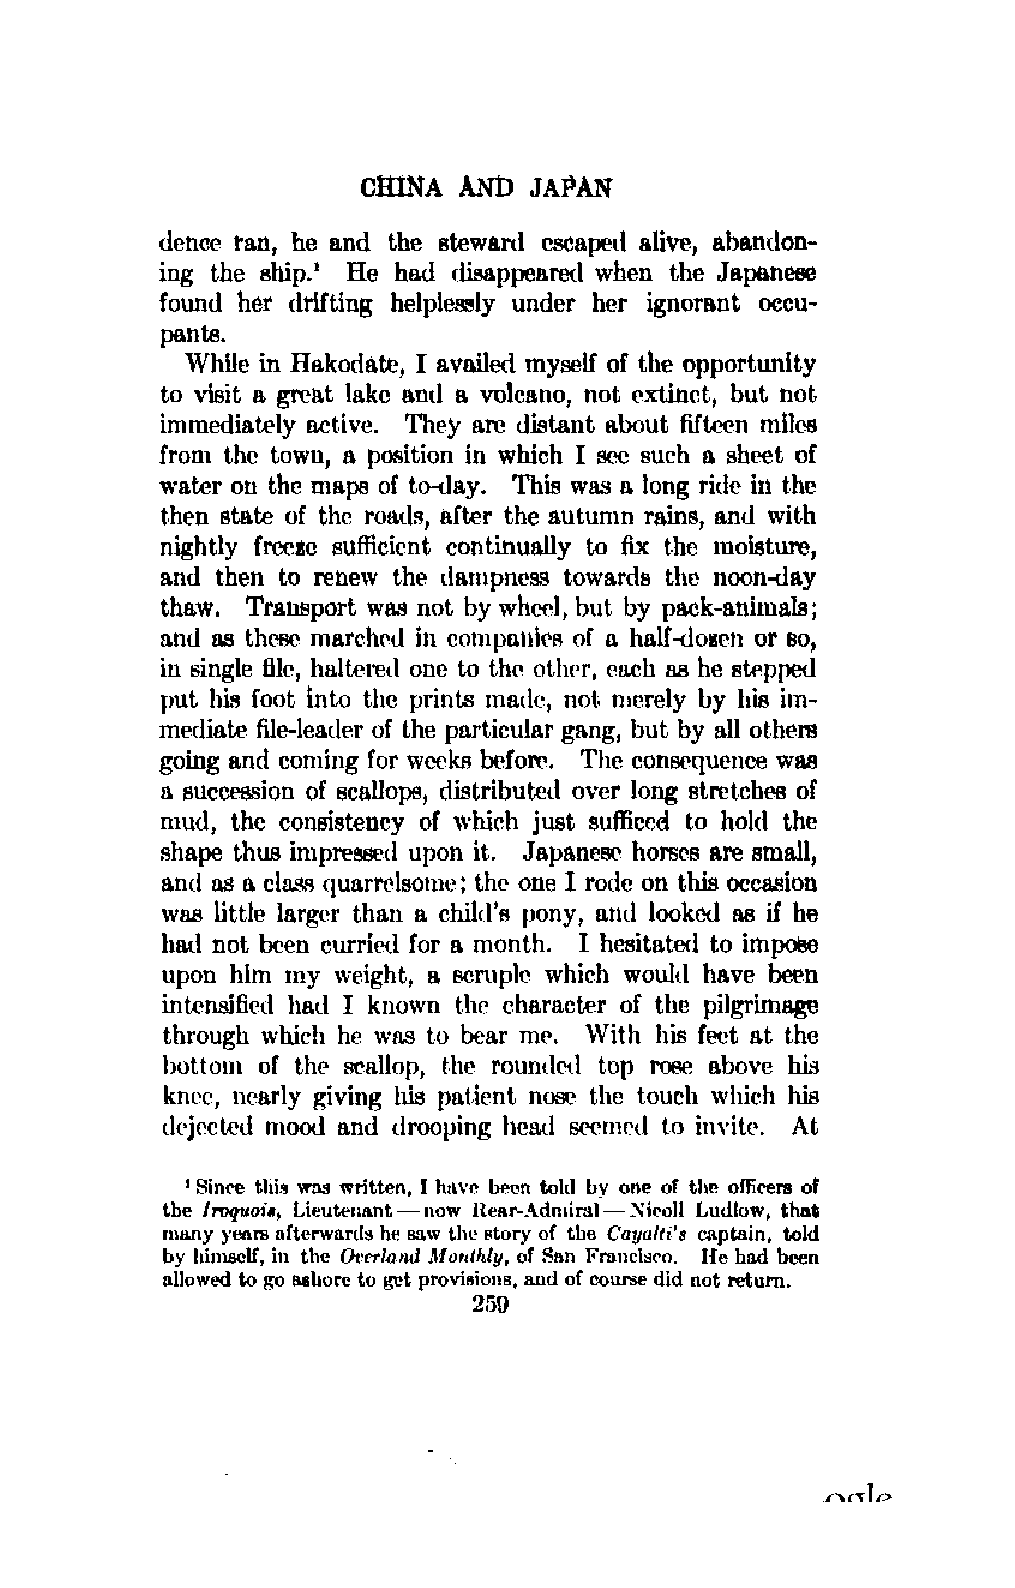 CHINA AND JAPAN
dence ran, he and the steward escaped alive, abandon-
ing the ship.¹ He had disappeared when the Japanese
found her drifting helplessly under her ignorant occu-
pants.
While in Hakodate, I availed myself of the opportunity
to visit a great lake and a volcano, not extinct, but not
immediately active. They are distant about fifteen miles
from the town, a position in which I see such a sheet of
water on the maps of to-day. This was a long ride in the
then state of the roads, after the autumn rains, and with
nightly freeze sufficient continually to fix the moisture,
and then to renew the dampness towards the noon-day
thaw. Transport was not by wheel, but by pack-animals;
and as these marched in companies of a half-dozen or so,
in single file, haltered one to the other, each as he stepped
put his foot into the prints made, not merely by his im-
mediate file-leader of the particular gang, but by all others
going and coming for weeks before. The consequence was
a succession of scallops, distributed over long stretches of
mud, the consistency of which just sufficed to hold the
shape thus impressed upon it. Japanese horses are small,
and as a class quarrelsome; the one I rode on this occasion
was little larger than a child's pony, and looked as if he
had not been curried for a month. I hesitated to impose
upon him my weight, a scruple which would have been
intensified had I known the character of the pilgrimage
through which he was to bear me. With his feet at the
bottom of the scallop, the rounded top rose above his
knee, nearly giving his patient nose the touch which his
dejected mood and drooping head seemed to invite. At
¹ Since this was written, I have been told by one of the officers of
the Iroquois, Lieutenant—now Rear-Admiral—Nicoll Ludlow, that
many years afterwards he saw the story of the Cayalti's captain, told
by himself, in the Overland Monthly, of San Francisco. He had been
allowed to go ashore to get provisions, and of course did not return.
259